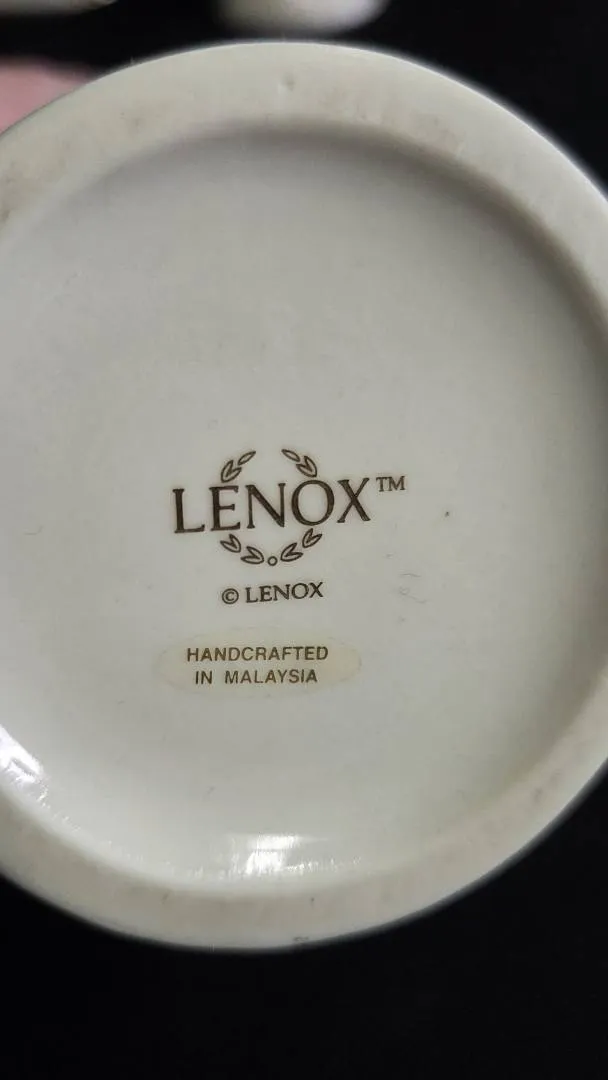 LENOX™
© LENOX
HANDCRAFTED
IN MALAYSIA